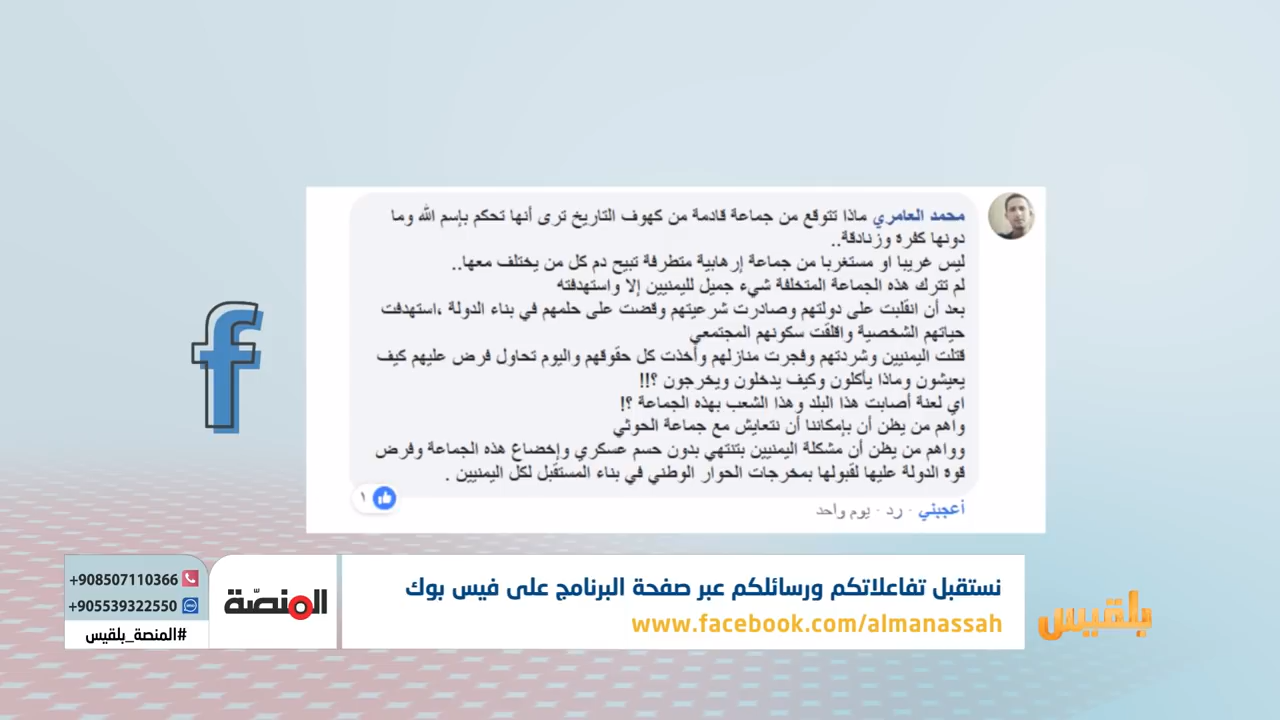 محمد العامري ماذا تتوقع من جماعة قادمة من كهوف التاريخ ترى أنها تحكم بإسم الله وما
دونها كفرة وزنادقة..
ليس غريبا او مستغربا من جماعة إرهابية متطرفة تبيح دم كل من يختلف معها..
لم تترك هذه الجماعة المتخلفة شيء جميل لليمنيين إلا واستهدفته
بعد أن انقلبت على دولتهم وصادرت شرعيتهم وقضت على حلمهم في بناء الدولة ،استهدفت
حياتهم الشخصية واقلقت سكونهم المجتمعي
قتلت اليمنيين وشردتهم وفجرت منازلهم وأخذت كل حقوقهم واليوم تحاول فرض عليهم كيف
يعيشون وماذا يأكلون وكيف يدخلون ويخرجون ؟!!
اي لعنة أصابت هذا البلد وهذا الشعب بهذه الجماعة ؟!
واهم من يظن أن بإمكاننا أن نتعايش مع جماعة الحوثي
وواهم من يظن أن مشكلة اليمنيين بتنتهي بدون حسم عسكري وإخضاع هذه الجماعة وفرض
قوه الدولة عليها لقبولها بمخرجات الحوار الوطني في بناء المستقبل لكل اليمنيين .
١
أعجبني · رد · يوم واحد
نستقبل تفاعلاتكم ورسائلكم عبر صفحة البرنامج على فيس بوك
www.facebook.com/almanassah
المنصّة
+908507110366
+905539322550
#المنصة_بلقيس
بلقيس